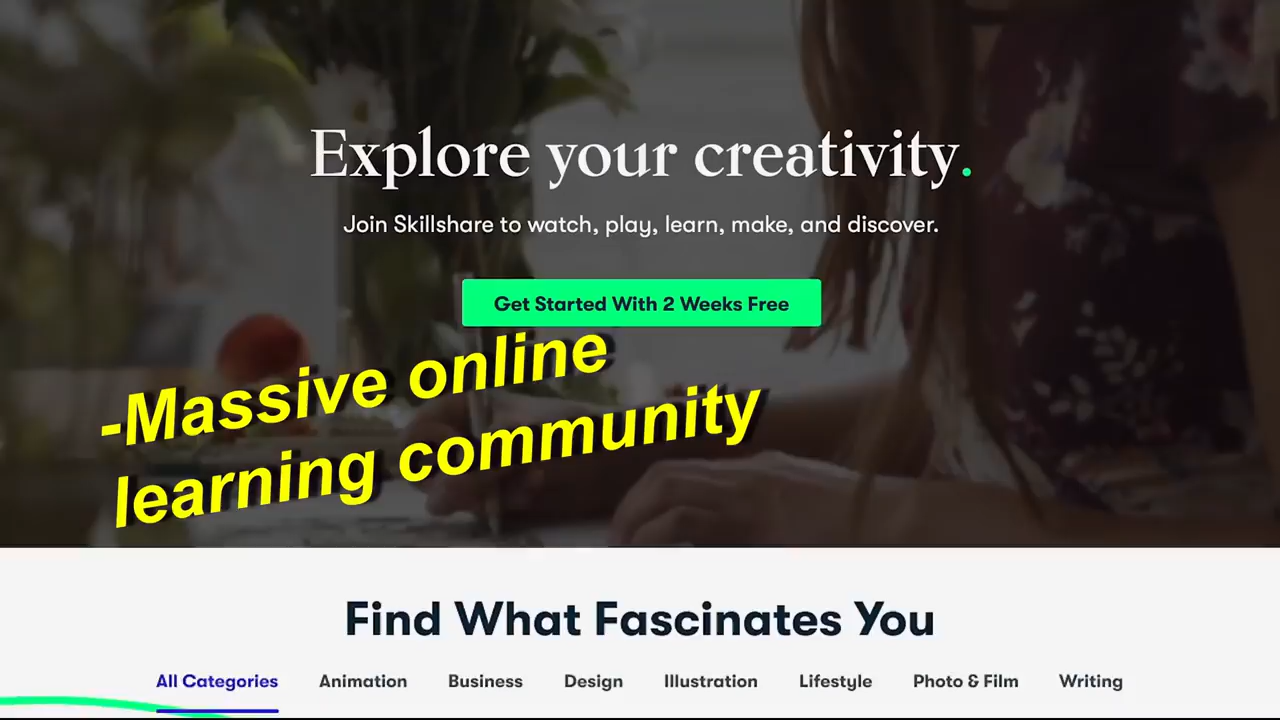 Explore your creativity.
Join Skillshare to watch, play, learn, make, and discover.
Get Started With 2 Weeks Free
-Massive online
learning community
Find What Fascinates You
All Categories Animation Business Design Illustration Lifestyle Photo & Film Writing